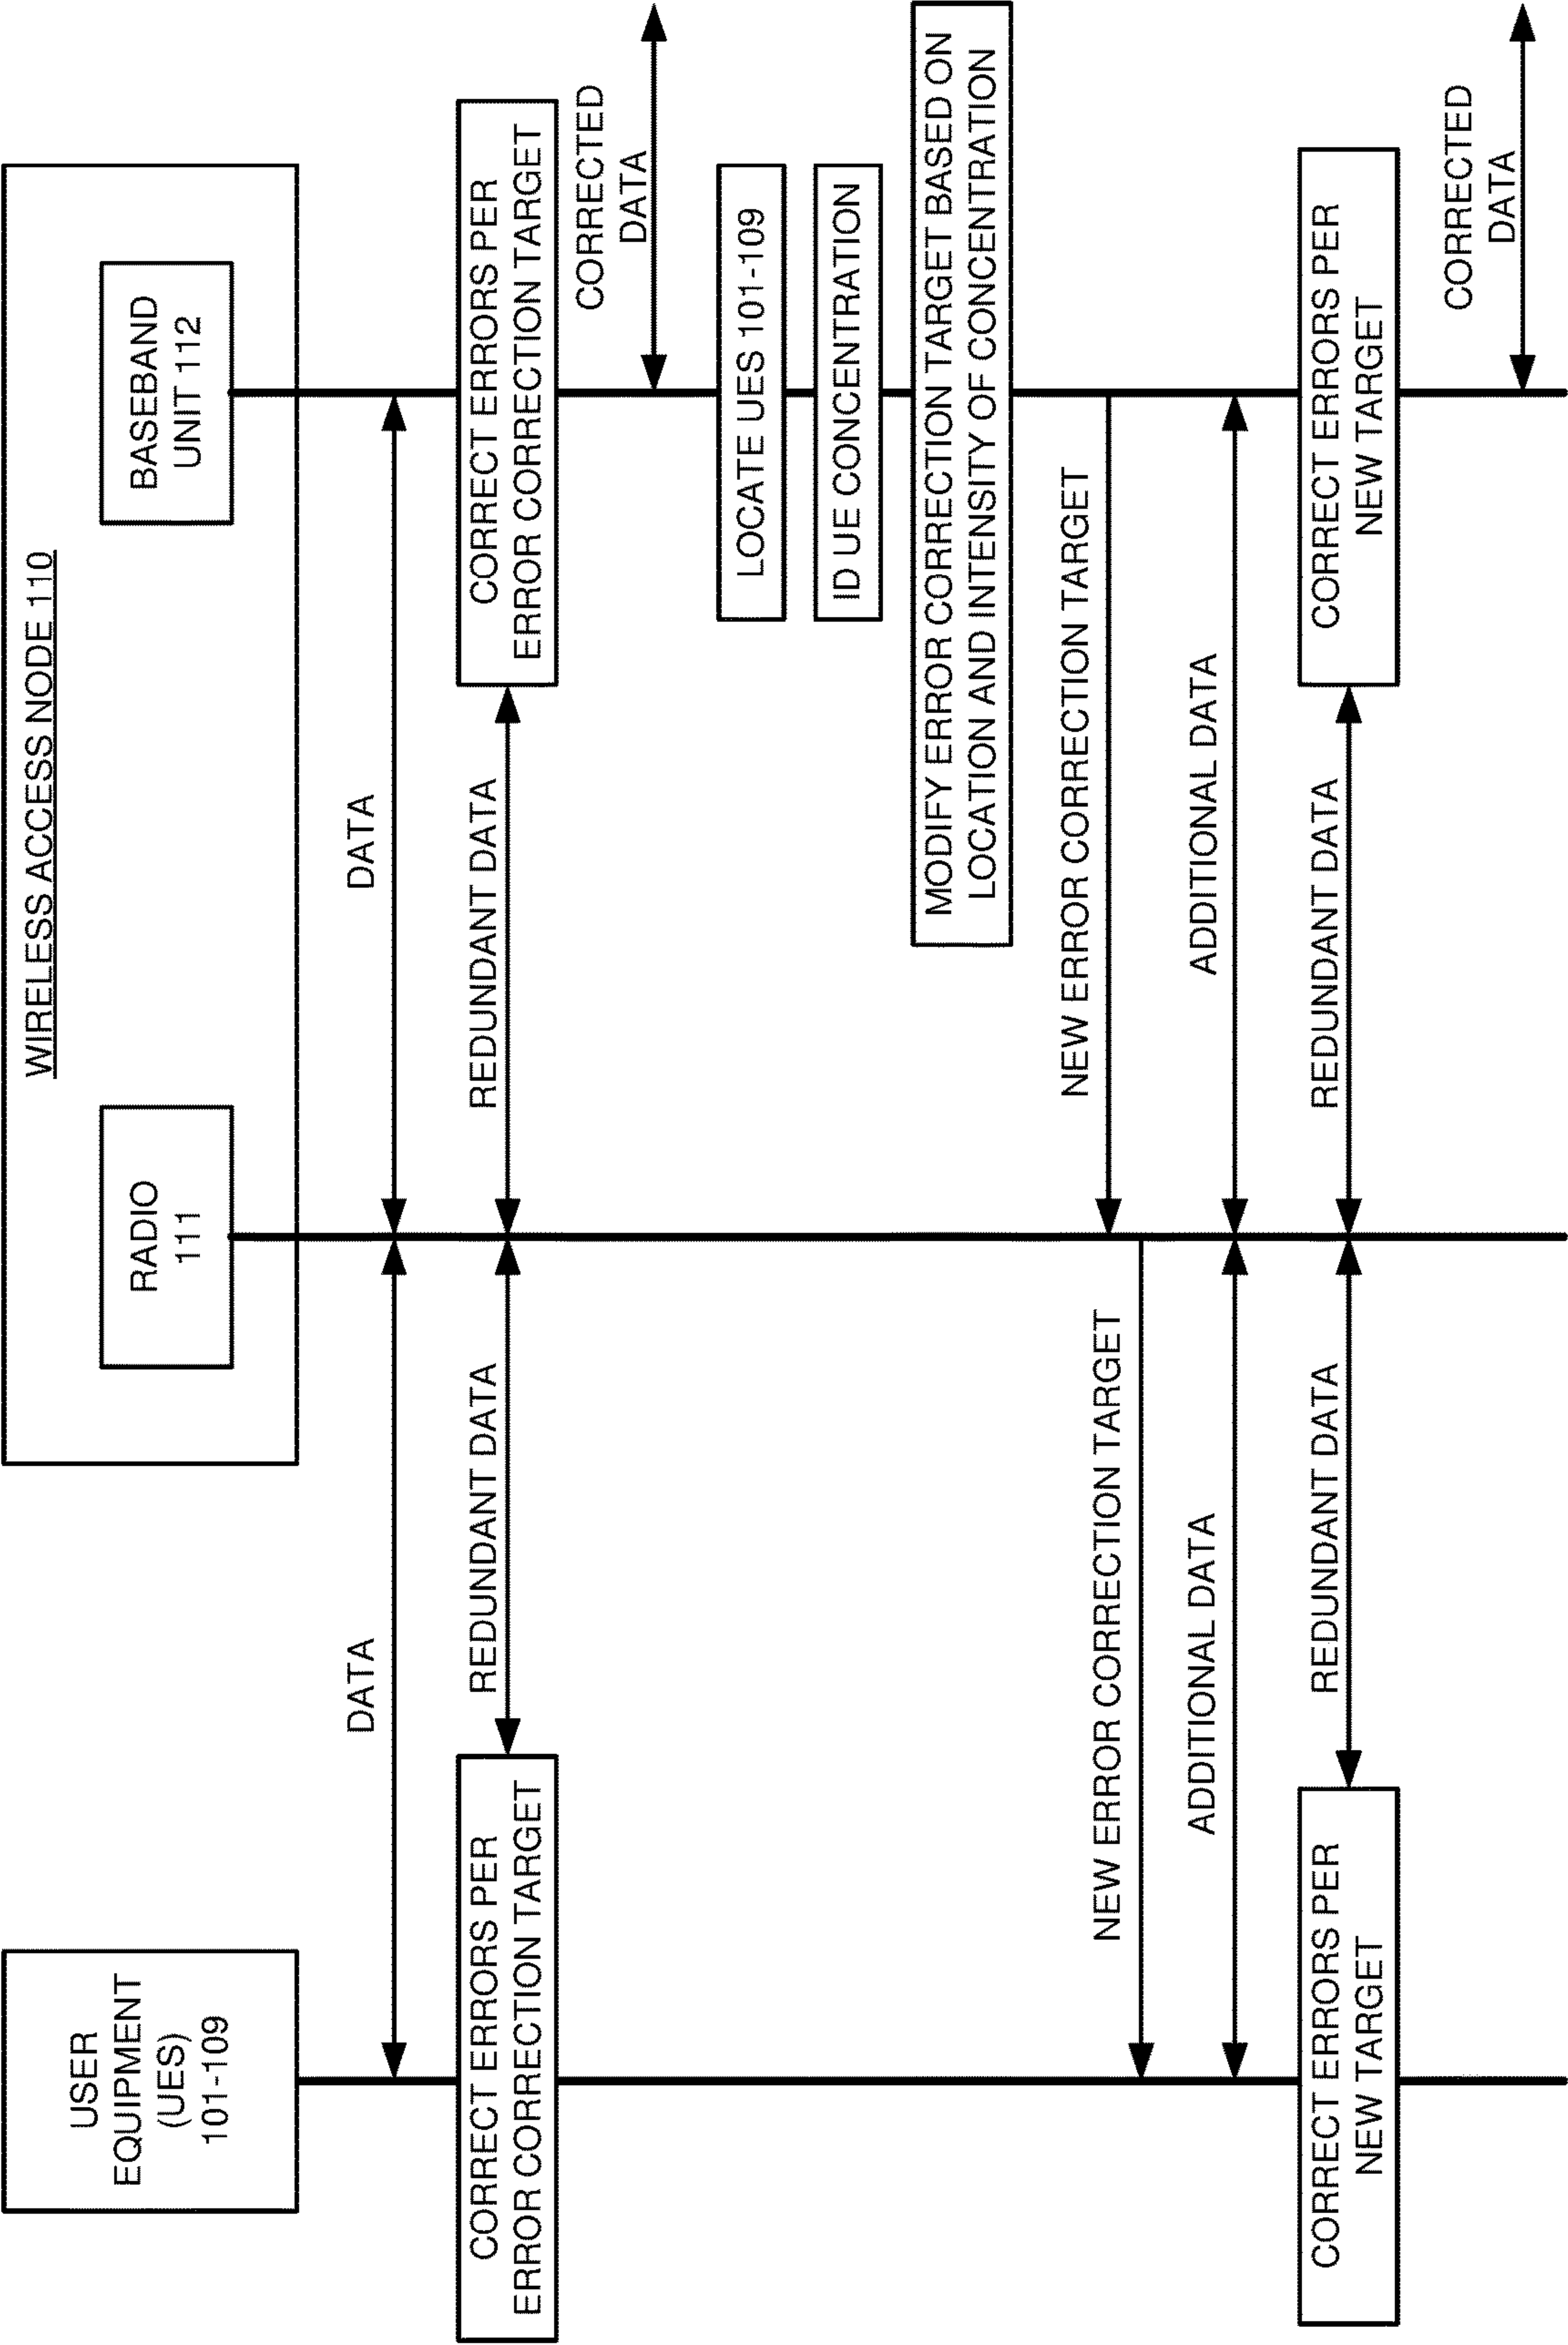 USER
EQUIPMENT
(UES)
101-109
WIRELESS ACCESS NODE 110
RADIO
111
BASEBAND
UNIT 112
DATA
DATA
CORRECT ERRORS PER
ERROR CORRECTION TARGET
REDUNDANT DATA
REDUNDANT DATA
CORRECT ERRORS PER
ERROR CORRECTION TARGET
CORRECTED
DATA
LOCATE UES 101-109
ID UE CONCENTRATION
MODIFY ERROR CORRECTION TARGET BASED ON
LOCATION AND INTENSITY OF CONCENTRATION
NEW ERROR CORRECTION TARGET
NEW ERROR CORRECTION TARGET
ADDITIONAL DATA
ADDITIONAL DATA
CORRECT ERRORS PER
NEW TARGET
REDUNDANT DATA
REDUNDANT DATA
CORRECT ERRORS PER
NEW TARGET
CORRECTED
DATA